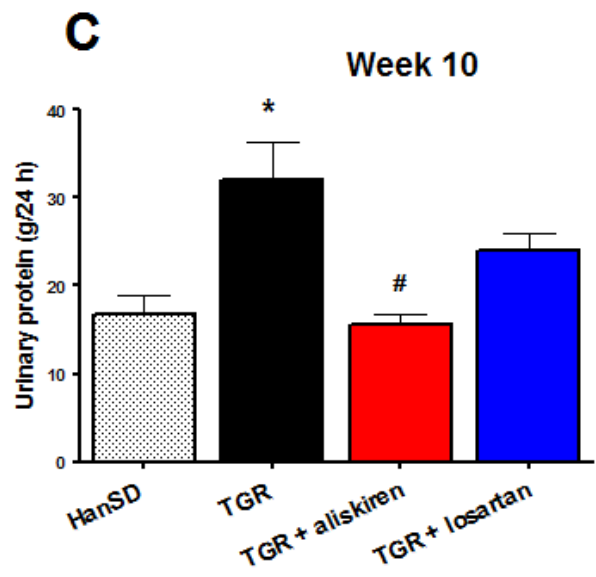 C
Week 10
Urinary protein (g/24 h)
40
30
20
10
0
*
#
HanSD
TGR
TGR + aliskiren
TGR + losartan